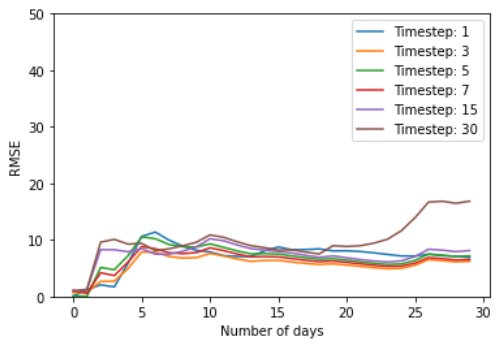 50
40
30
20
10
0
RMSE
Timestep: 1
Timestep: 3
Timestep: 5
Timestep: 7
Timestep: 15
Timestep: 30
0 5 10 15 20 25 30
Number of days